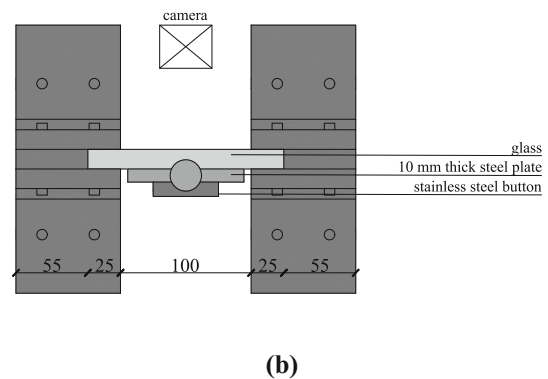 camera
glass
10 mm thick steel plate
stainless steel button
55 25 100 25 55
(b)